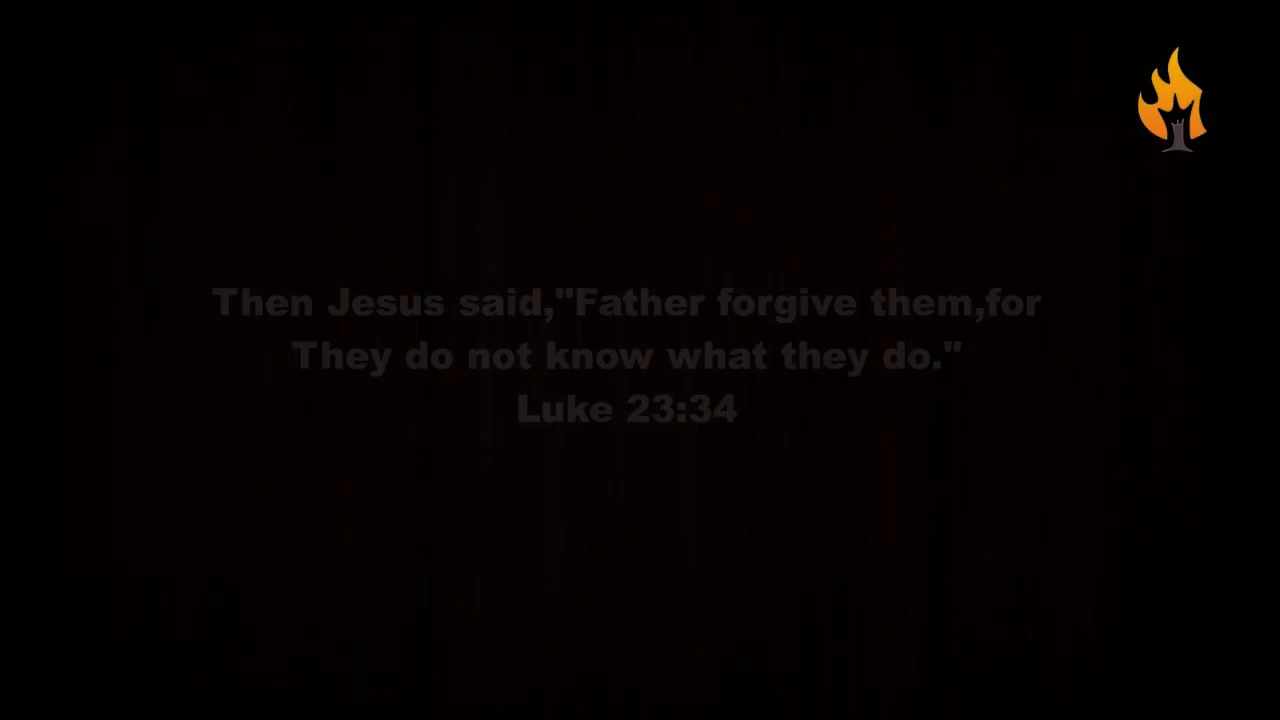 Then Jesus said,"Father forgive them,for
They do not know what they do."
Luke 23:34